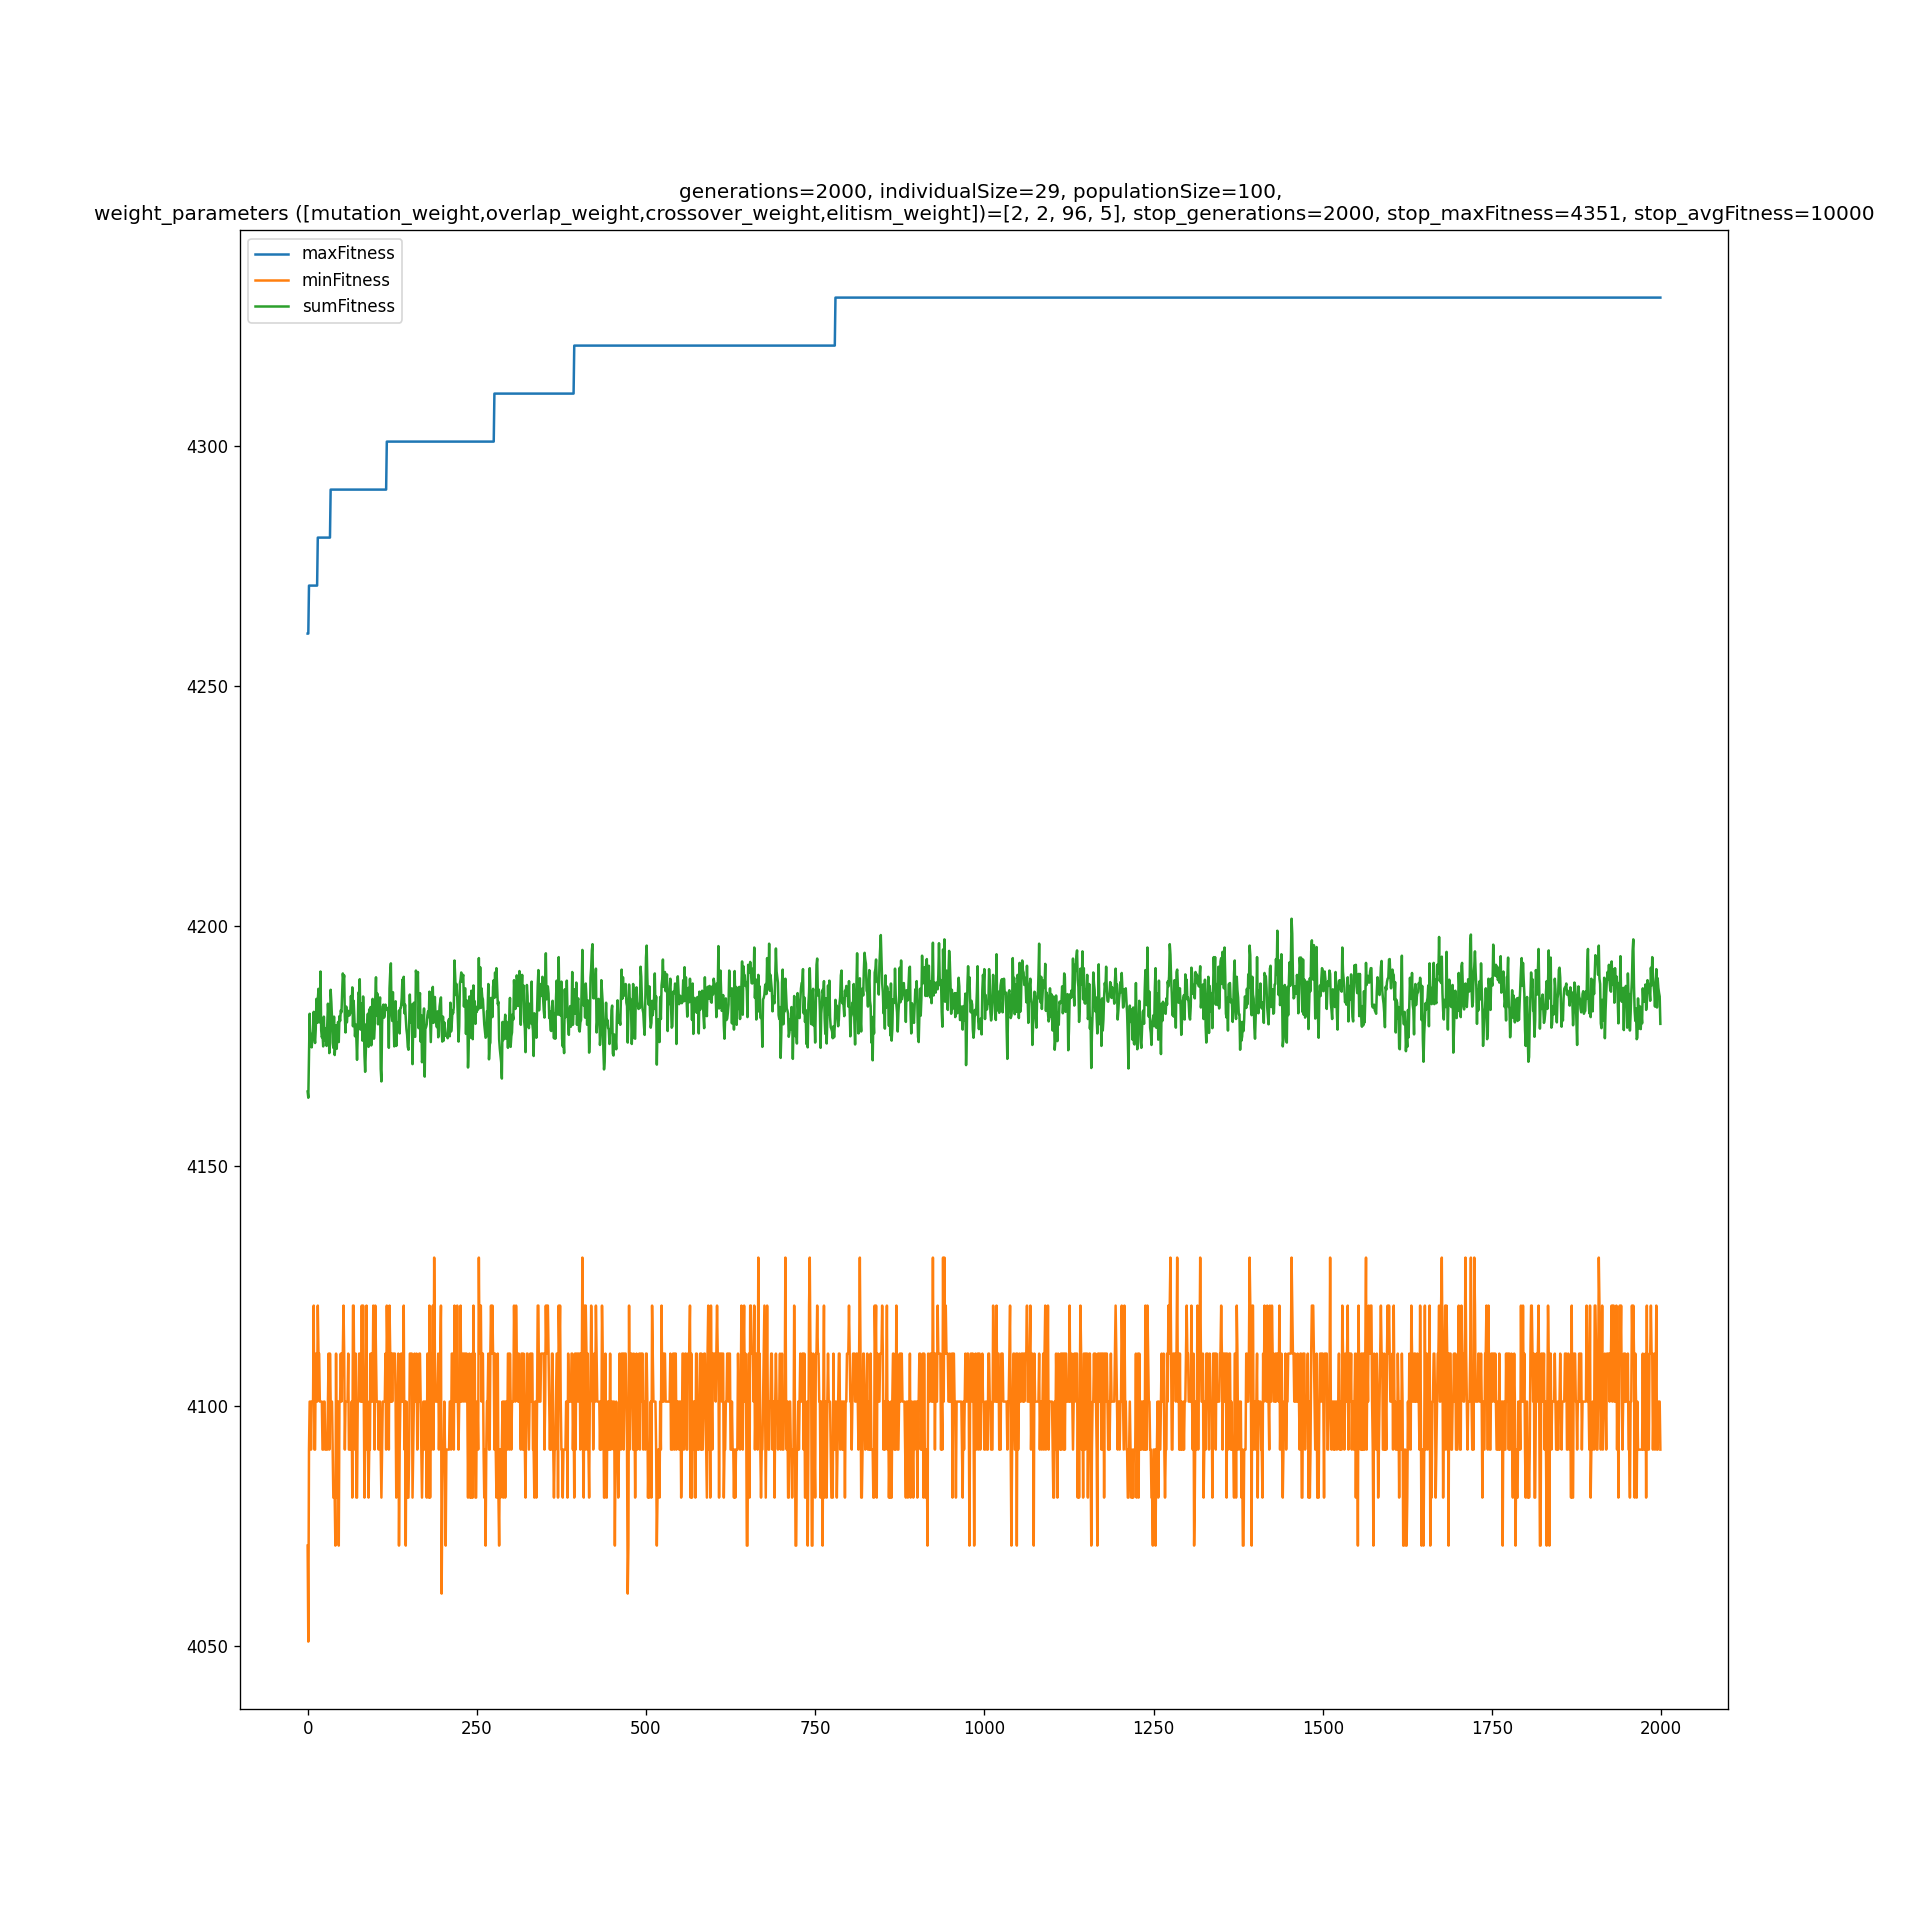 generations=2000, individualSize=29, populationSize=100,
weight_parameters ([mutation_weight,overlap_weight,crossover_weight,elitism_weight])=[2, 2, 96, 5], stop_generations=2000, stop_maxFitness=4351, stop_avgFitness=10000
maxFitness
minFitness
sumFitness
4300
4250
4200
4150
4100
4050
0 250 500 750 1000 1250 1500 1750 2000